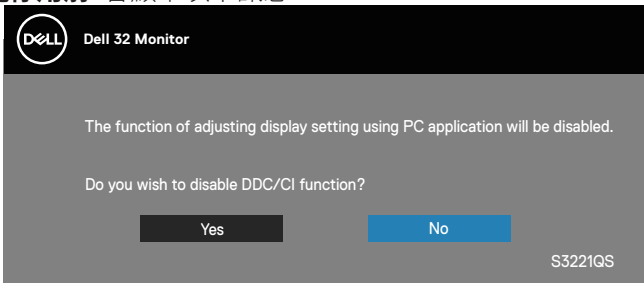 DELL
Dell 32 Monitor
The function of adjusting display setting using PC application will be disabled.
Do you wish to disable DDC/CI function?
Yes
No
S3221QS